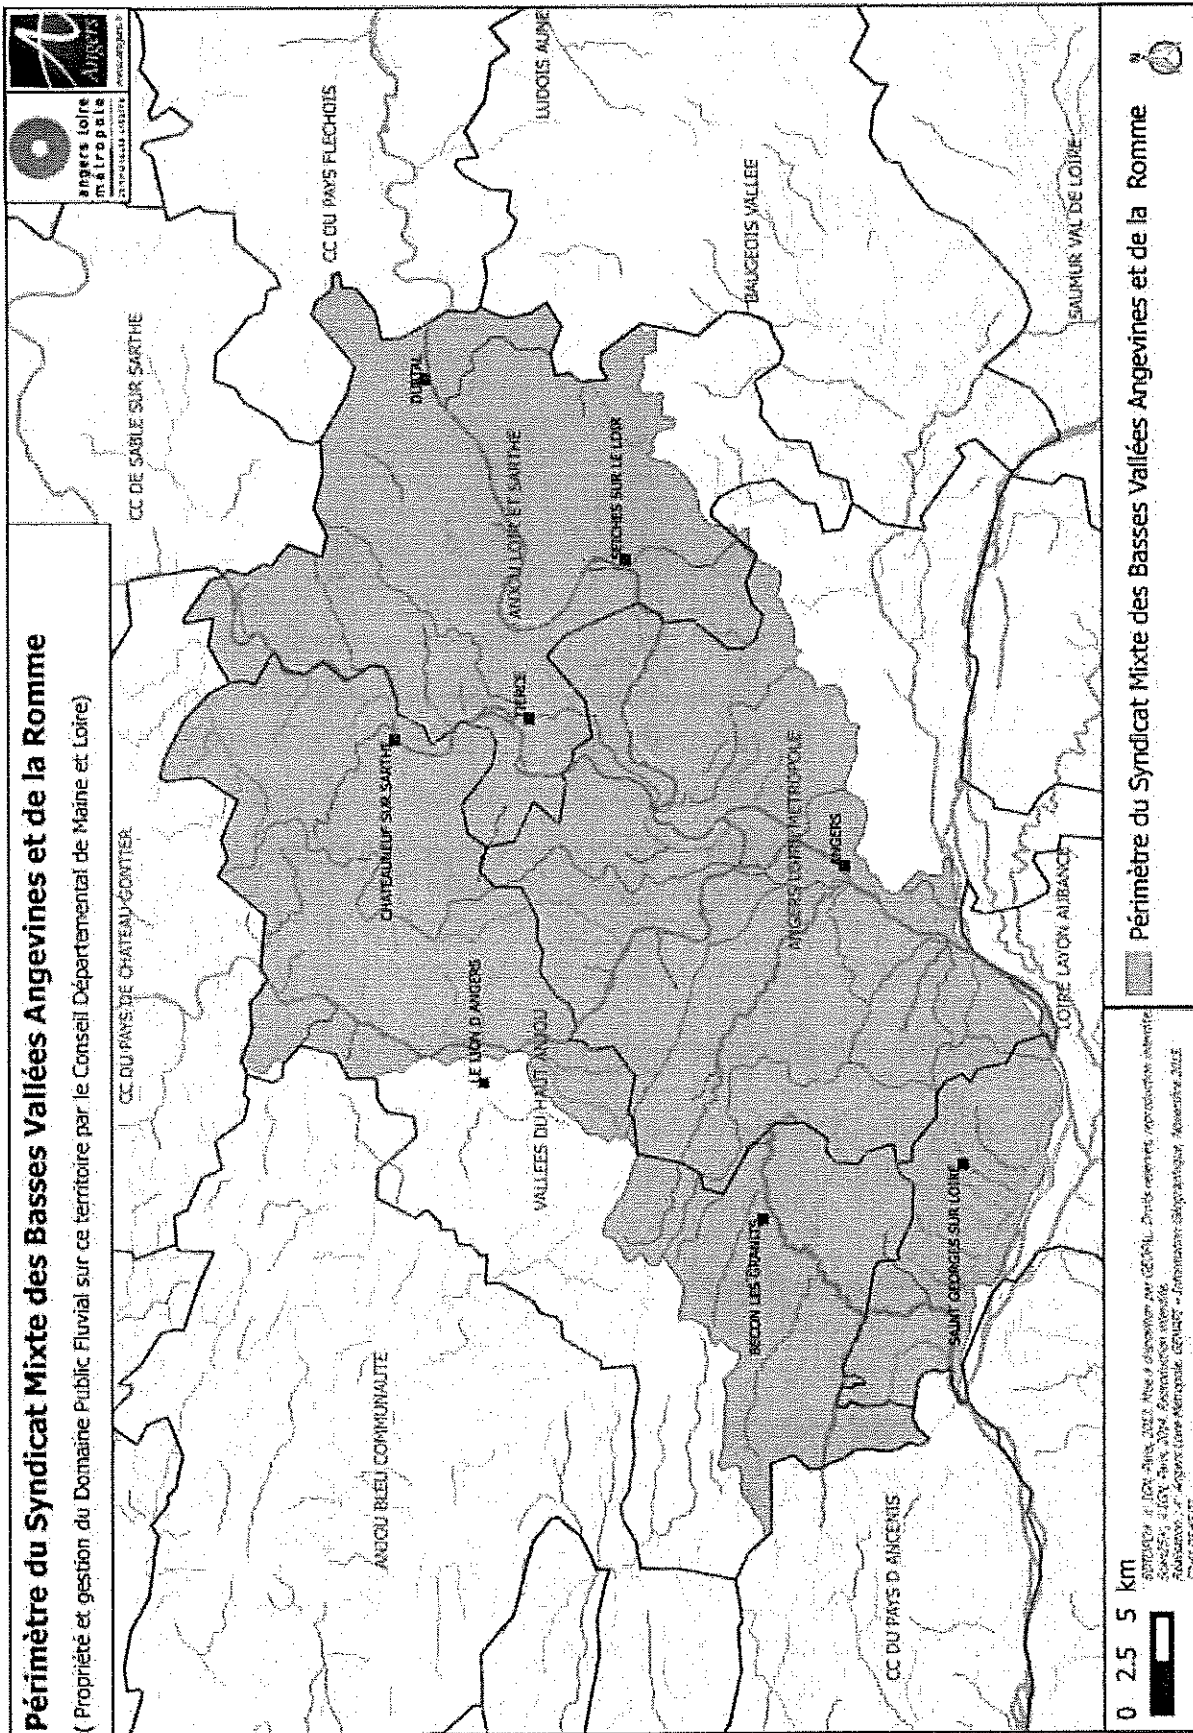 Périmètre du Syndicat Mixte des Basses Vallées Angevines et de la Romme
( Propriété et gestion du Domaine Public Fluvial sur ce territoire par le Conseil Départemental de Maine et Loire)
angers loire
métropole
ANGERS
CC DE SABLE SUR SARTHE
CC DU PAYS DE CHATEAU-GONTIER
CC DU PAYS FLECHOIS
LUDOIS AUNE
DURTAL
CHATEAUNEUF SUR SARTHE
ANJOU LOIR ET SARTHE
TIERCE
LE LION D'ANGERS
ANJOU BLEU COMMUNAUTE
VALLEES DU HAUT ANJOU
SEICHES SUR LE LOIR
BAUGEOIS VALLEE
ANGERS LOIRE METROPOLE
ANGERS
BECON LES GRANITS
CC DU PAYS D ANCENIS
SAINT GEORGES SUR LOIRE
LOIRE LAYON AUBANCE
SAUMUR VAL DE LOIRE
N
0 2.5 5 km
Périmètre du Syndicat Mixte des Basses Vallées Angevines et de la Romme